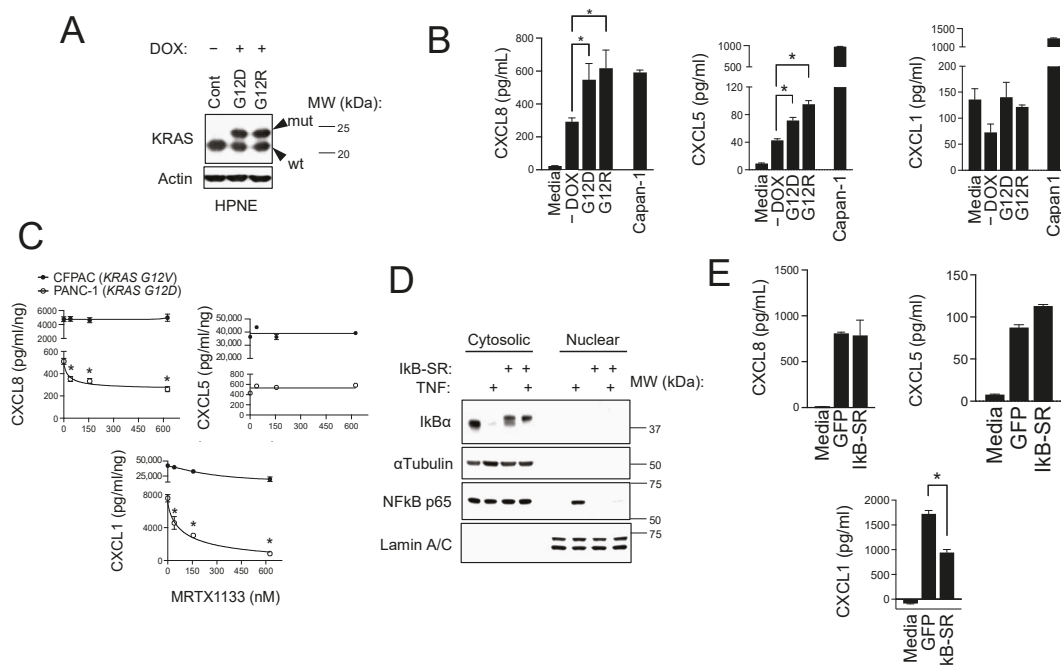 A
DOX: – + +
Cont G12D G12R
MW (kDa):
mut
25
KRAS
20
wt
Actin
HPNE
B
CXCL8 (pg/mL)
800
600
400
200
0
* *
Media
– DOX
G12D
G12R
Capan-1
CXCL5 (pg/ml)
1000
500
80
60
40
20
0
* *
Media
– DOX
G12D
G12R
Capan-1
CXCL1 (pg/ml)
1000
500
200
150
100
50
0
Media
– DOX
G12D
G12R
Capan-1
C
CFPAC (KRAS G12V)
PANC-1 (KRAS G12D)
CXCL8 (pg/ml/ng)
6000
4000
2000
600
400
200
0 150 300 450 600
* * *
CXCL5 (pg/ml/ng)
50,000
40,000
30,000
20,000
800
700
600
500
400
0 150 300 450 600
CXCL1 (pg/ml/ng)
50,000
25,000
8000
4000
0
* * *
0 150 300 450 600
MRTX1133 (nM)
D
Cytosolic Nuclear
IkB-SR: + + + +
TNF: + + + +
MW (kDa):
IkBα
37
αTubulin
50
75
NFkB p65
50
75
Lamin A/C
E
CXCL8 (pg/mL)
1000
500
0
Media
GFP
IkB-SR
CXCL5 (pg/ml)
150
100
50
0
Media
GFP
IkB-SR
CXCL1 (pg/ml)
2000
1500
1000
500
0
*
Media
GFP
kB-SR